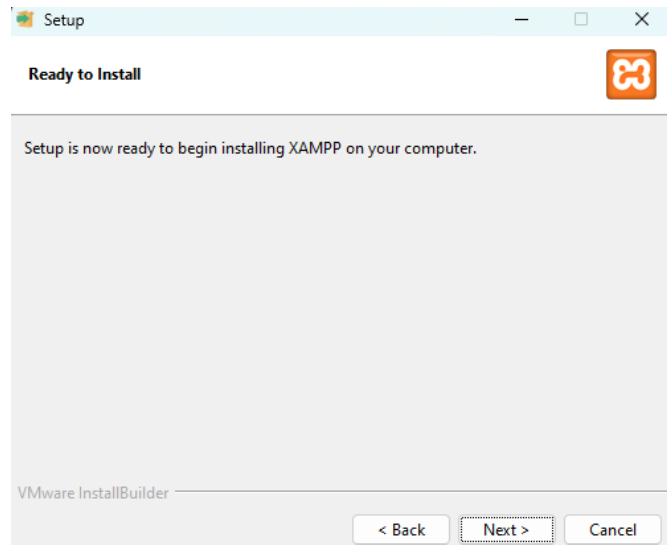 Setup
Ready to Install
Setup is now ready to begin installing XAMPP on your computer.
VMware InstallBuilder
< Back
Next >
Cancel